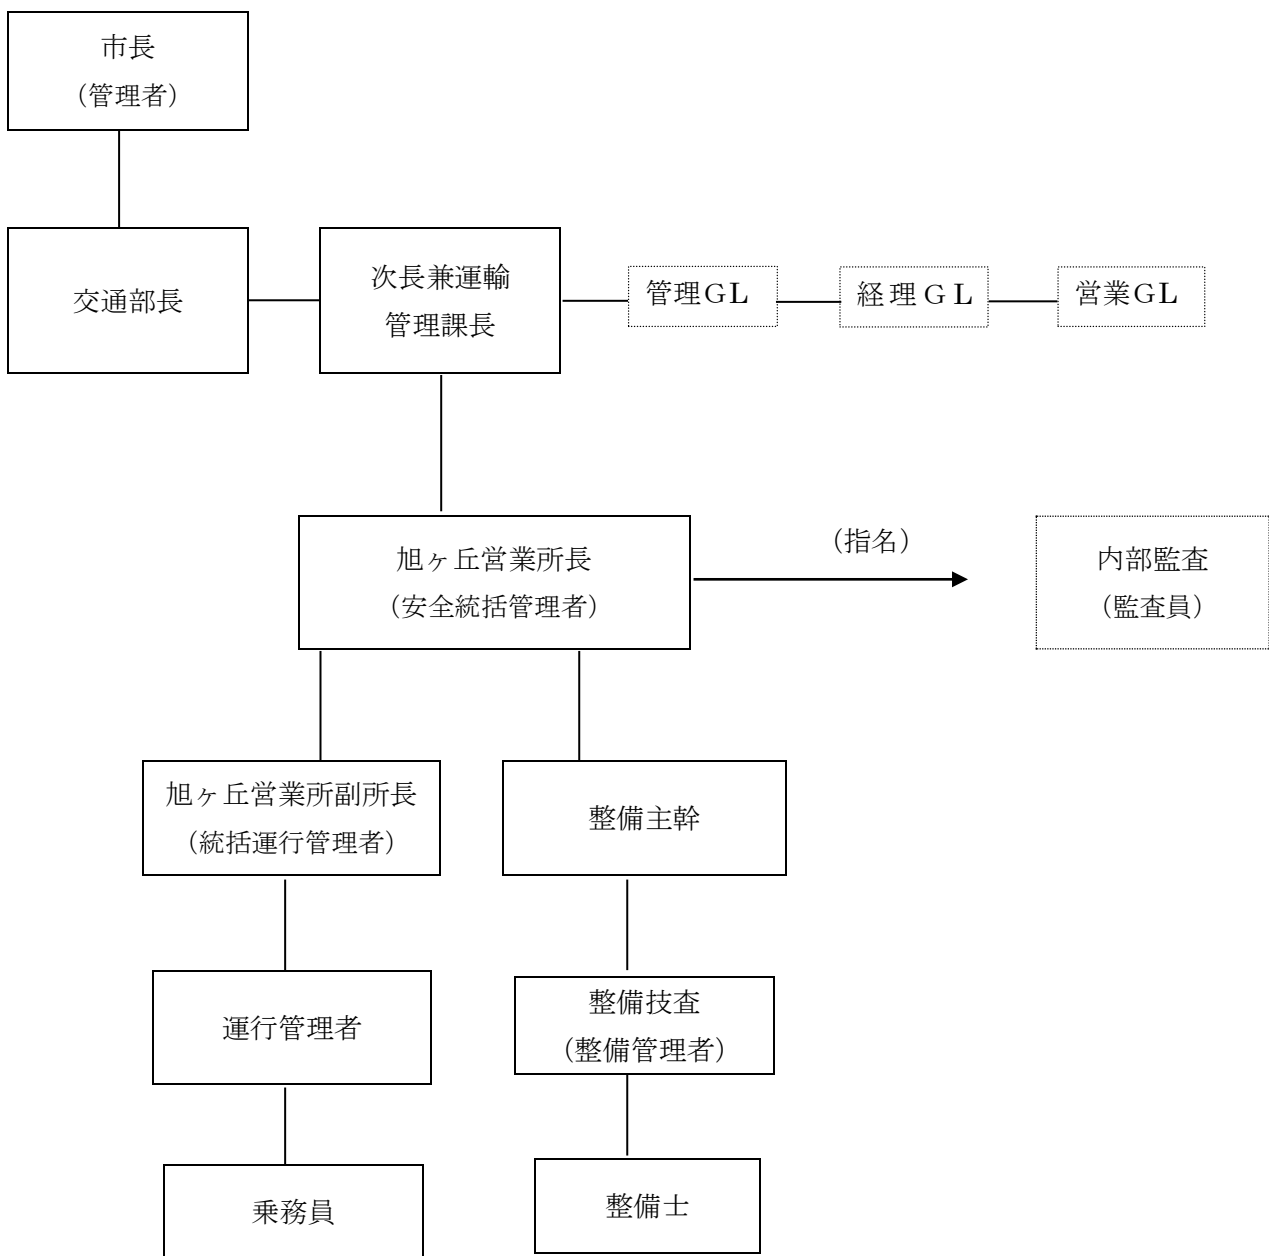 市長
（管理者）
交通部長
次長兼運輸
管理課長
管理GL
経理ＧＬ
営業GL
旭ヶ丘営業所長
（安全統括管理者）
（指名）
内部監査
（監査員）
旭ヶ丘営業所副所長
（統括運行管理者）
整備主幹
運行管理者
整備技査
（整備管理者）
乗務員
整備士